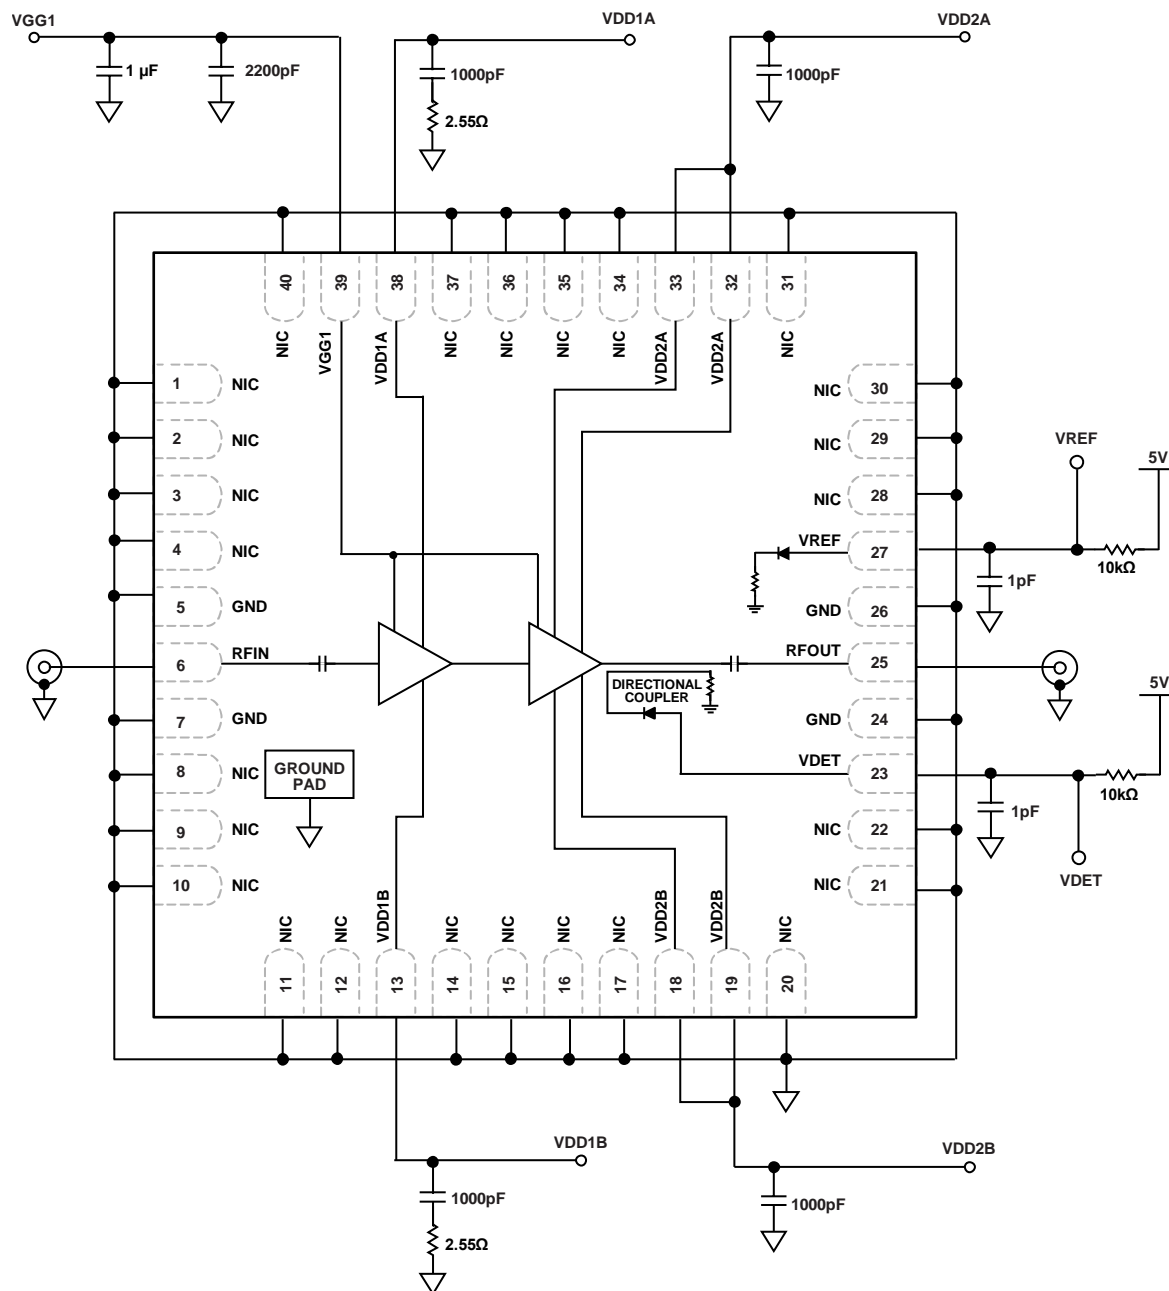 VGG1
VDD1A
VDD2A
1 µF
2200pF
1000pF
1000pF
2.55Ω
40
39
38
37
36
35
34
33
32
31
NIC
VGG1
VDD1A
NIC
NIC
NIC
NIC
VDD2A
VDD2A
NIC
1
NIC
2
NIC
3
NIC
4
NIC
5
GND
6
RFIN
7
GND
8
NIC
9
NIC
10
NIC
NIC
30
NIC
29
NIC
28
VREF
27
GND
26
RFOUT
25
GND
24
VDET
23
NIC
22
NIC
21
VREF
5V
10kΩ
1pF
5V
10kΩ
1pF
VDET
DIRECTIONAL
COUPLER
GROUND
PAD
NIC
NIC
VDD1B
NIC
NIC
NIC
NIC
VDD2B
VDD2B
NIC
11
12
13
14
15
16
17
18
19
20
VDD1B
VDD2B
1000pF
1000pF
2.55Ω